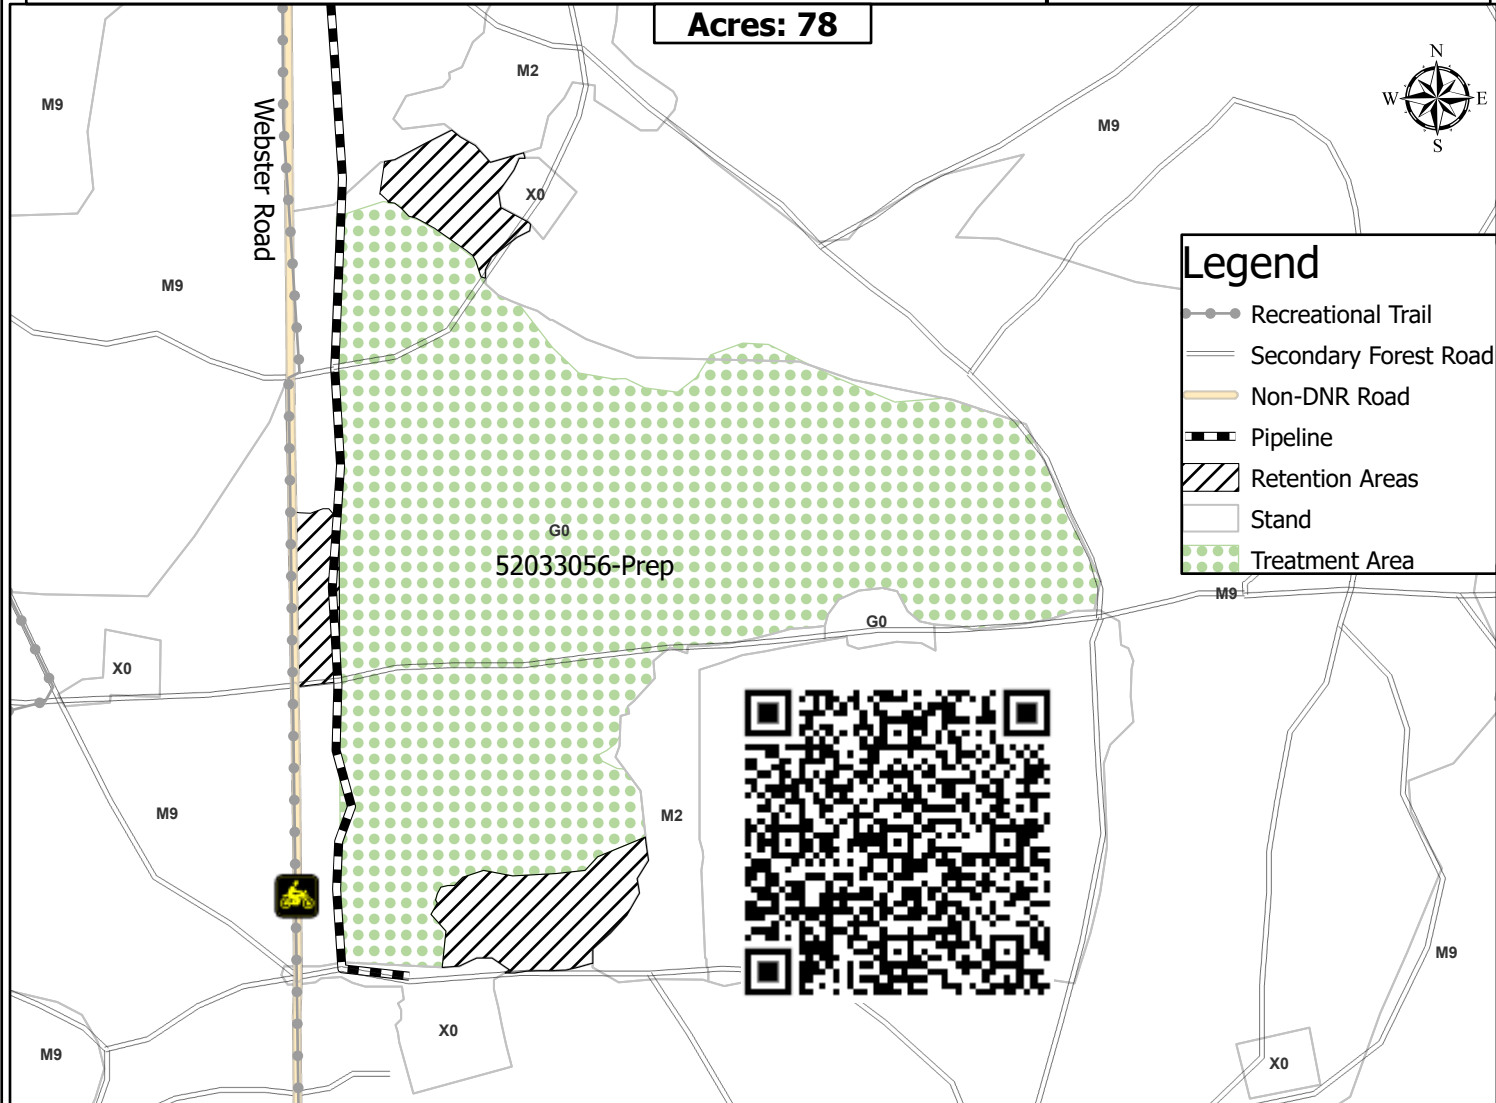 Acres: 78
M2
N
M9
W
E
Webster Road
M9
S
X0
Legend
M9
Recreational Trail
Secondary Forest Road
Non-DNR Road
Pipeline
Retention Areas
Stand
G0
Treatment Area
52033056-Prep
M9
G0
X0
M9
M2
M9
X0
M9
X0